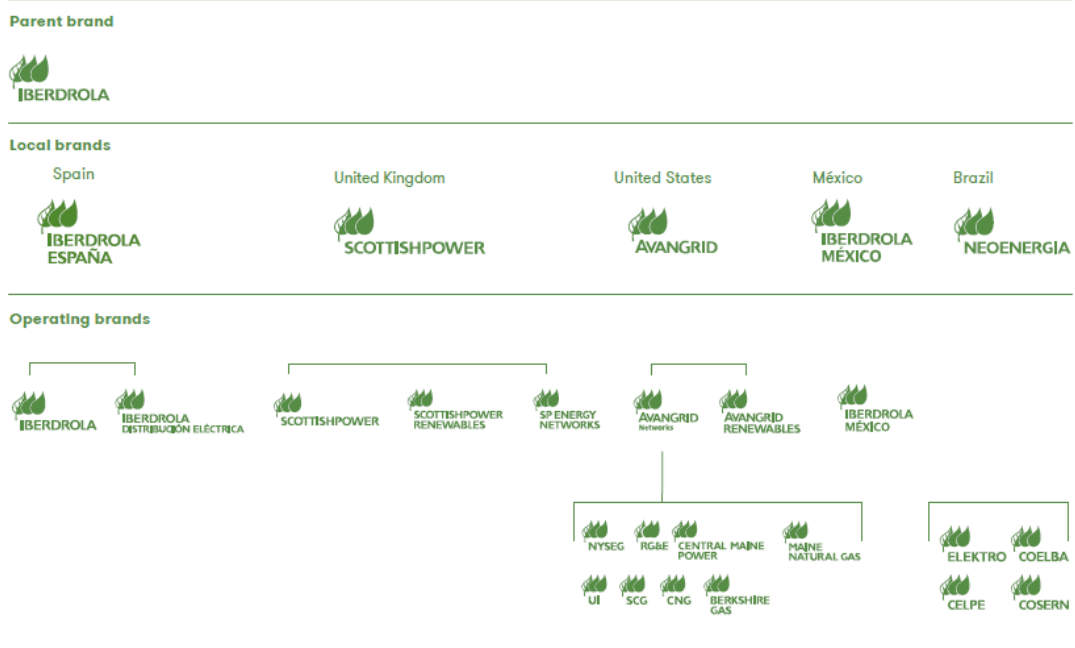 Parent brand
IBERDROLA
Local brands
Spain
United Kingdom
United States
México
Brazil
IBERDROLA
ESPAÑA
SCOTTISHPOWER
AVANGRID
IBERDROLA
MÉXICO
NEOENERGIA
Operating brands
IBERDROLA
IBERDROLA
DISTRIBUCIÓN ELÉCTRICA
SCOTTISHPOWER
SCOTTISHPOWER
RENEWABLES
SP ENERGY
NETWORKS
AVANGRID
Networks
AVANGRID
RENEWABLES
IBERDROLA
MÉXICO
NYSEG
RG&E
CENTRAL MAINE
POWER
MAINE
NATURAL GAS
UI
SCG
CNG
BERKSHIRE
GAS
ELEKTRO
COELBA
CELPE
COSERN